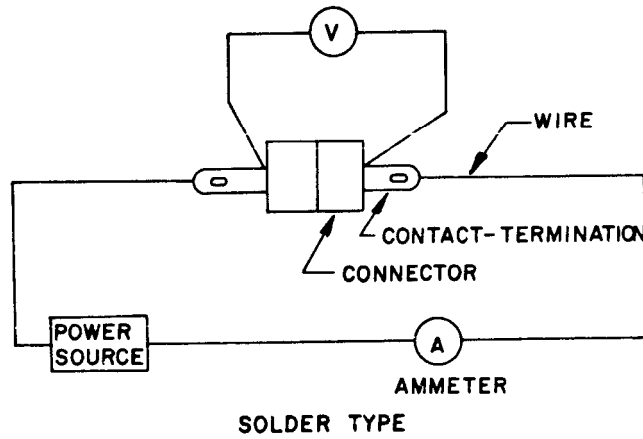 V
WIRE
CONTACT-TERMINATION
CONNECTOR
POWER
SOURCE
A
AMMETER
SOLDER TYPE